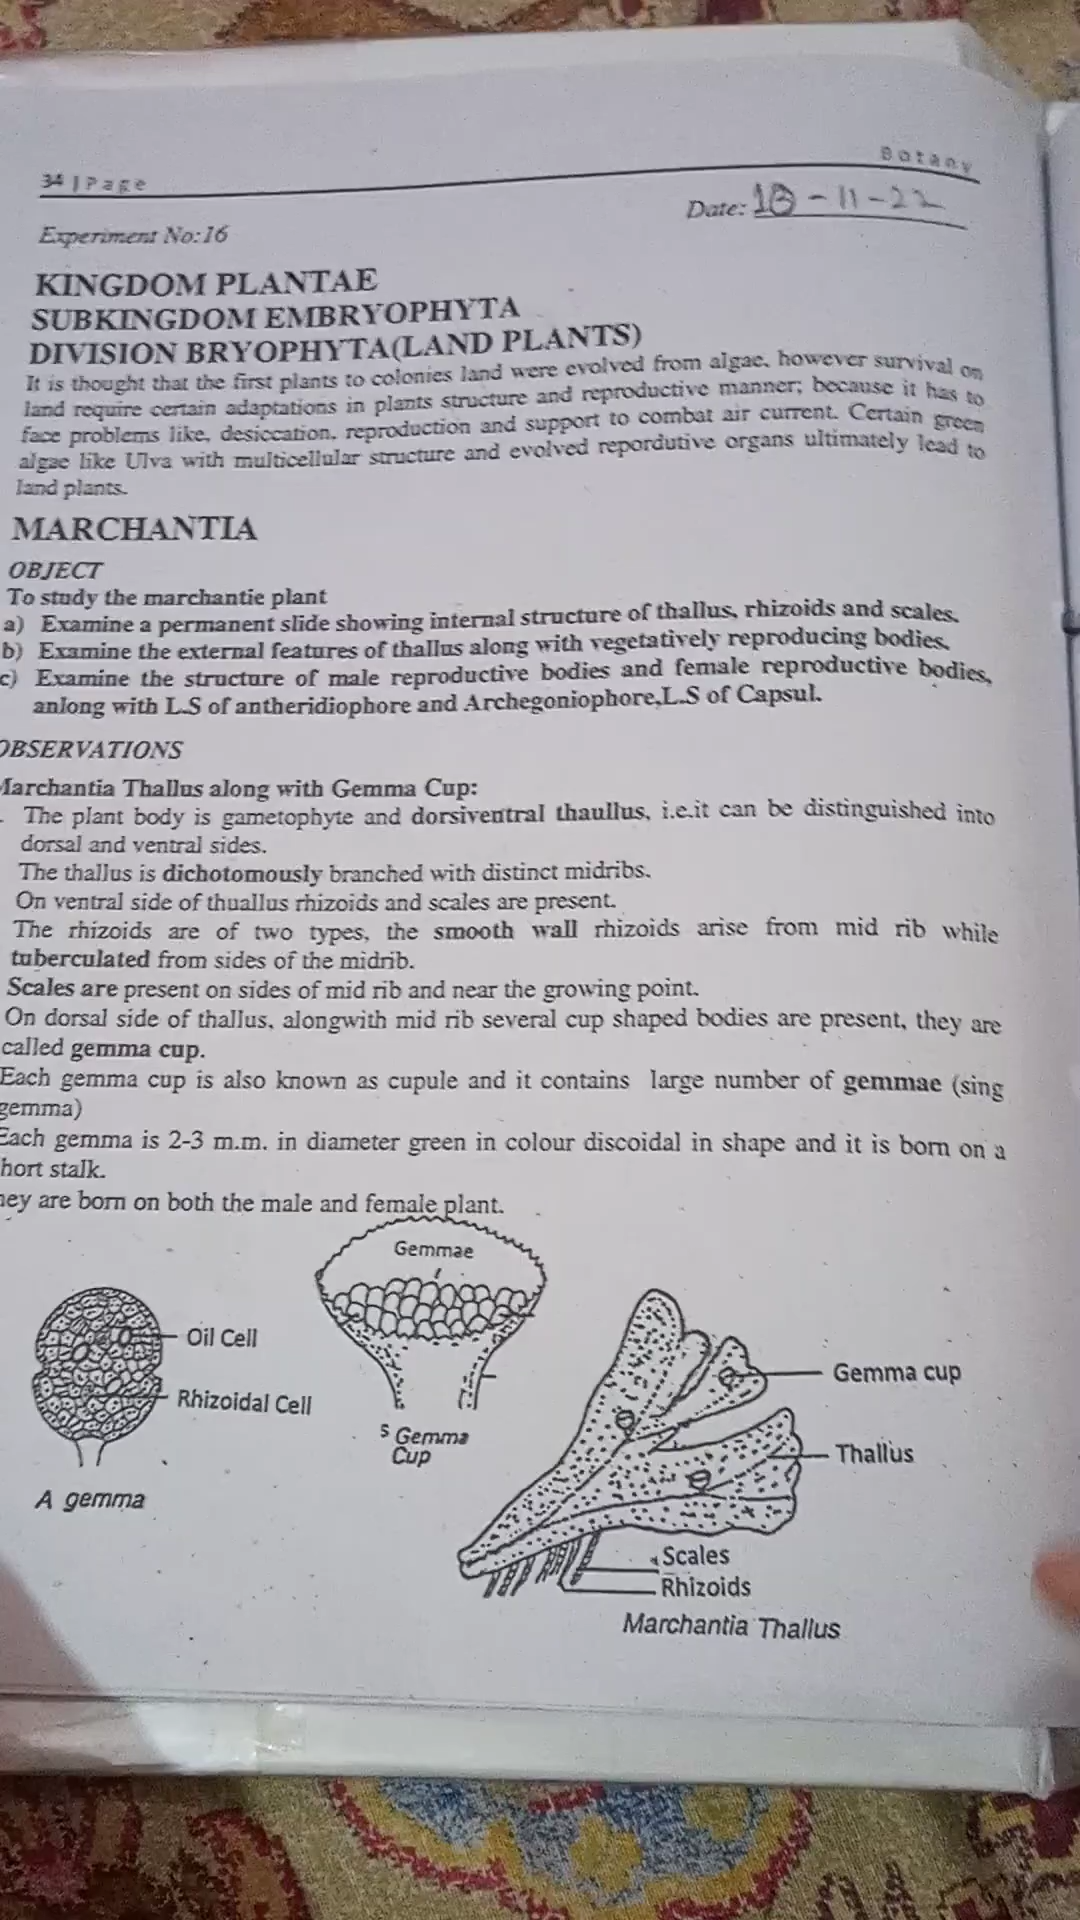 34 | Page
Botany
Date: 18-11-22
Experiment No:16
KINGDOM PLANTAE
SUBKINGDOM EMBRYOPHYTA
DIVISION BRYOPHYTA(LAND PLANTS)
It is thought that the first plants to colonies land were evolved from algae, however survival on
land require certain adaptations in plants structure and reproductive manner; because it has to
face problems like, desiccation, reproduction and support to combat air current. Certain green
algae like Ulva with multicellular structure and evolved repordutive organs ultimately lead to
land plants.
MARCHANTIA
OBJECT
To study the marchantie plant
a) Examine a permanent slide showing internal structure of thallus, rhizoids and scales.
b) Examine the external features of thallus along with vegetatively reproducing bodies.
c) Examine the structure of male reproductive bodies and female reproductive bodies,
anlong with L.S of antheridiophore and Archegoniophore,L.S of Capsul.
OBSERVATIONS
Marchantia Thallus along with Gemma Cup:
The plant body is gametophyte and dorsiventral thaullus, i.e.it can be distinguished into
dorsal and ventral sides.
The thallus is dichotomously branched with distinct midribs.
On ventral side of thuallus rhizoids and scales are present.
The rhizoids are of two types, the smooth wall rhizoids arise from mid rib while
tuberculated from sides of the midrib.
Scales are present on sides of mid rib and near the growing point.
On dorsal side of thallus, alongwith mid rib several cup shaped bodies are present, they are
called gemma cup.
Each gemma cup is also known as cupule and it contains large number of gemmae (sing
gemma)
Each gemma is 2-3 m.m. in diameter green in colour discoidal in shape and it is born on a
hort stalk.
ey are born on both the male and female plant.
Gemmae
Oil Cell
Rhizoidal Cell
A gemma
s Gemma
Cup
Gemma cup
Thallus
Scales
Rhizoids
Marchantia Thallus